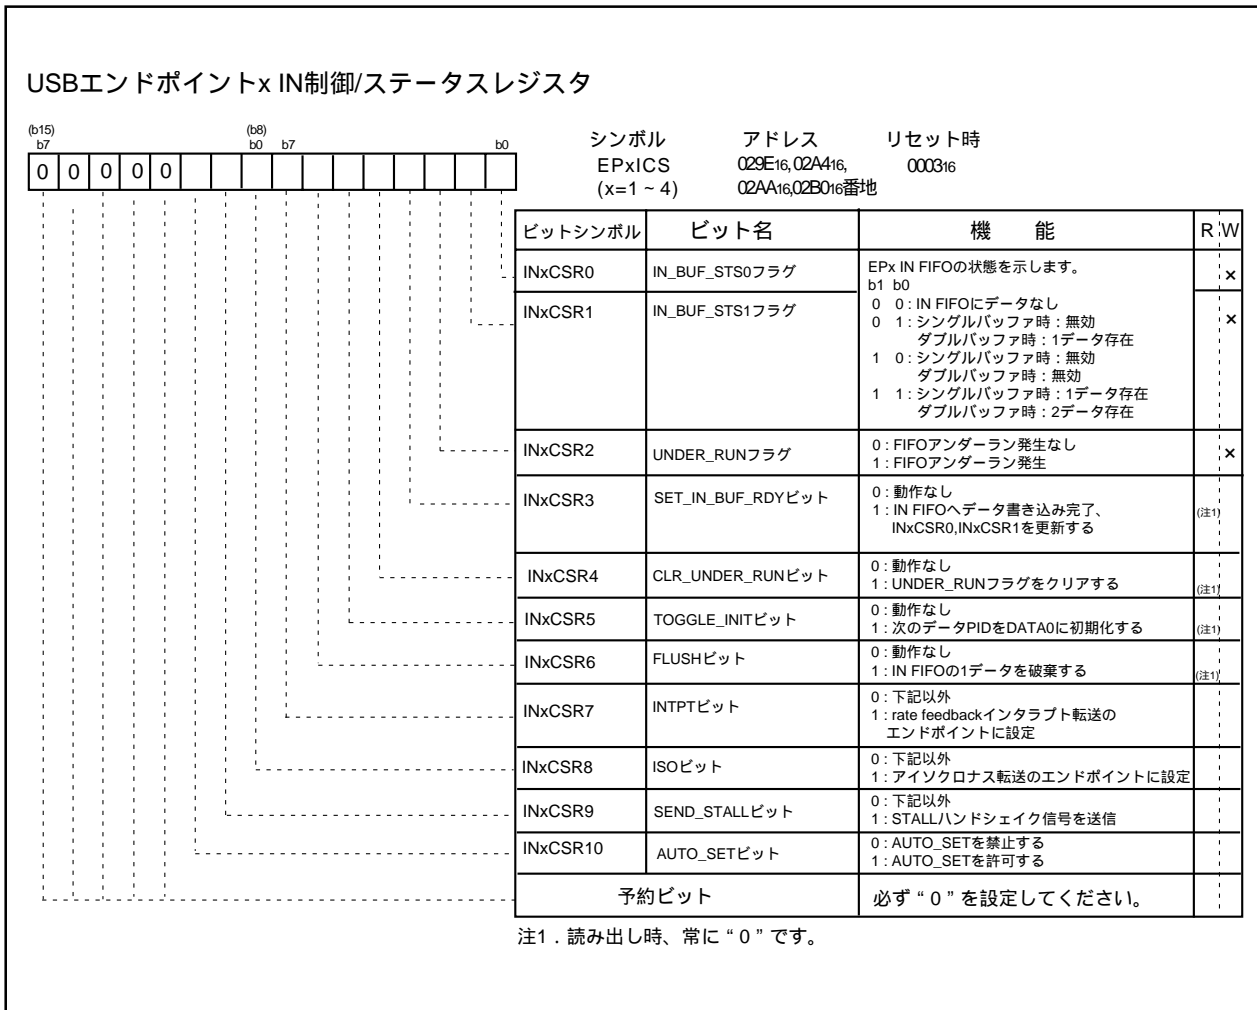 USBエンドポイントx IN制御/ステータスレジスタ
(b15) (b8)
b7 b0 b7 b0
0 0 0 0 0
シンボル アドレス リセット時
EPxICS 029E16, 02A416, 000316
(x=1 ~ 4) 02AA16,02B016番地
ビットシンボル ビット名 機 能 R W
INxCSR0 IN_BUF_STS0フラグ EPx IN FIFOの状態を示します。 ×
b1 b0
INxCSR1 IN_BUF_STS1フラグ 0 0 : IN FIFOにデータなし ×
0 1 : シングルバッファ時 : 無効
ダブルバッファ時 : 1データ存在
1 0 : シングルバッファ時 : 無効
ダブルバッファ時 : 無効
1 1 : シングルバッファ時 : 1データ存在
ダブルバッファ時 : 2データ存在
INxCSR2 UNDER_RUNフラグ 0 : FIFOアンダーラン発生なし ×
1 : FIFOアンダーラン発生
INxCSR3 SET_IN_BUF_RDYビット 0 : 動作なし
1 : IN FIFOへデータ書き込み完了、 (注1)
INxCSR0,INxCSR1を更新する
INxCSR4 CLR_UNDER_RUNビット 0 : 動作なし
1 : UNDER_RUNフラグをクリアする (注1)
INxCSR5 TOGGLE_INITビット 0 : 動作なし
1 : 次のデータPIDをDATA0に初期化する (注1)
INxCSR6 FLUSHビット 0 : 動作なし
1 : IN FIFOの1データを破棄する (注1)
INxCSR7 INTPTビット 0 : 下記以外
1 : rate feedbackインタラプト転送の
エンドポイントに設定
INxCSR8 ISOビット 0 : 下記以外
1 : アイソクロナス転送のエンドポイントに設定
INxCSR9 SEND_STALLビット 0 : 下記以外
1 : STALLハンドシェイク信号を送信
INxCSR10 AUTO_SETビット 0 : AUTO_SETを禁止する
1 : AUTO_SETを許可する
予約ビット 必ず “ 0 ” を設定してください。
注1 . 読み出し時、常に “ 0 ” です。